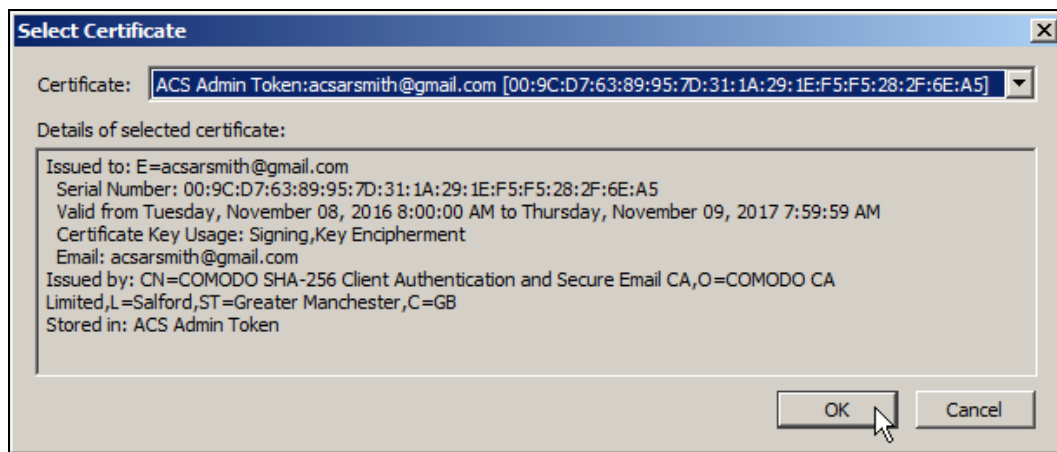 Select Certificate
Certificate: ACS Admin Token:acsarsmith@gmail.com [00:9C:D7:63:89:95:7D:31:1A:29:1E:F5:F5:28:2F:6E:A5]
Details of selected certificate:
Issued to: E=acsarsmith@gmail.com
Serial Number: 00:9C:D7:63:89:95:7D:31:1A:29:1E:F5:F5:28:2F:6E:A5
Valid from Tuesday, November 08, 2016 8:00:00 AM to Thursday, November 09, 2017 7:59:59 AM
Certificate Key Usage: Signing,Key Encipherment
Email: acsarsmith@gmail.com
Issued by: CN=COMODO SHA-256 Client Authentication and Secure Email CA,O=COMODO CA
Limited,L=Salford,ST=Greater Manchester,C=GB
Stored in: ACS Admin Token
OK Cancel